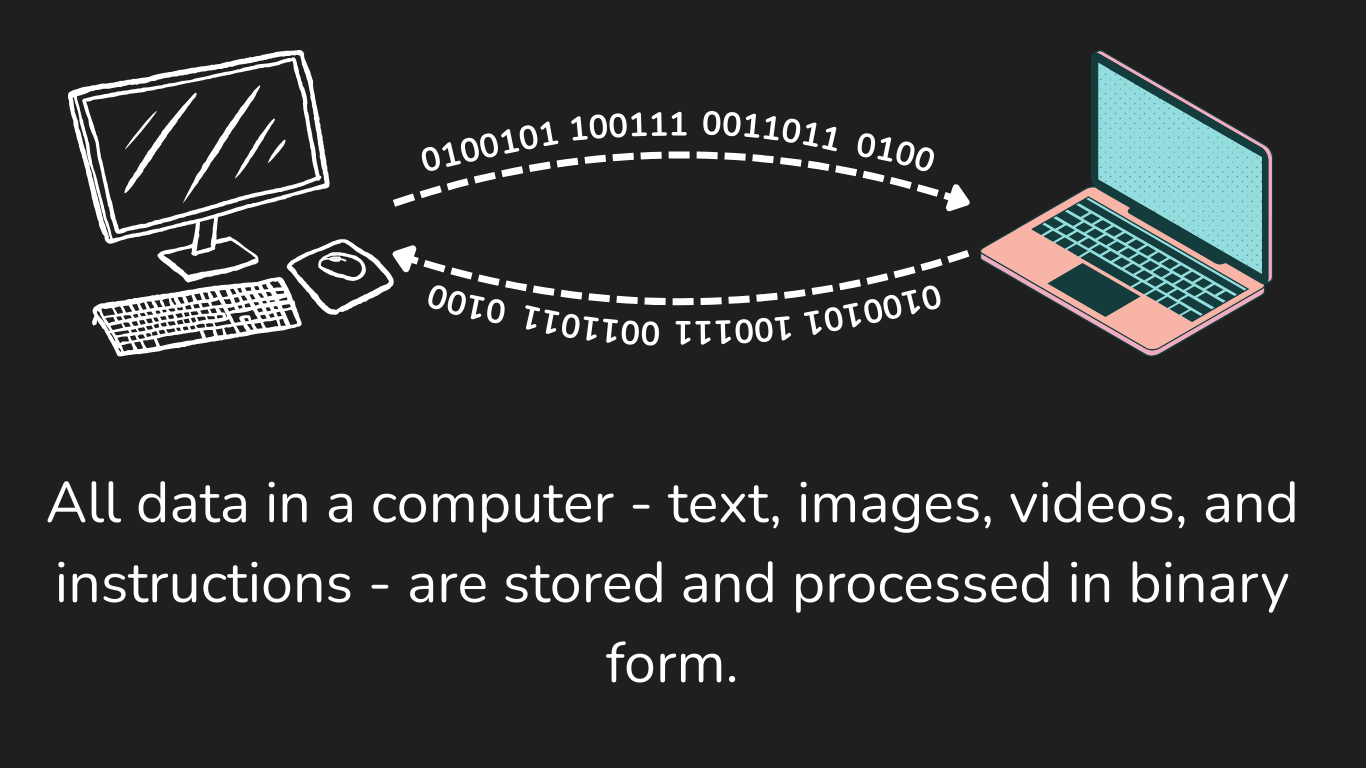 0100101 100111 0011011 0100
0100101 100111 0011011 0100
All data in a computer - text, images, videos, and
instructions - are stored and processed in binary
form.